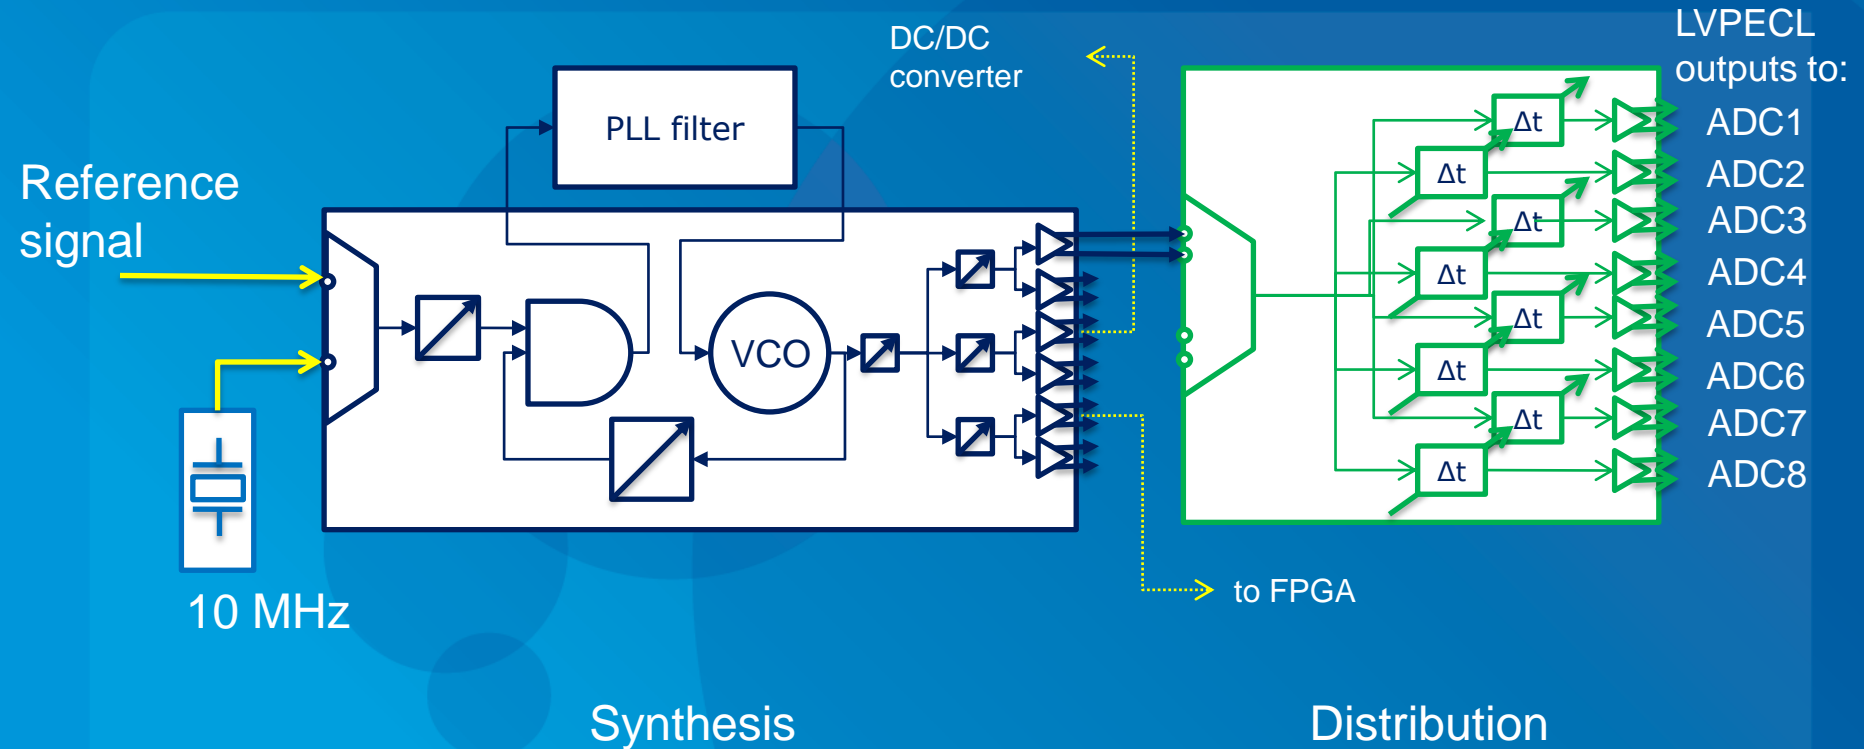 LVPECL
outputs to:
DC/DC
converter
PLL filter
Reference
signal
VCO
Δt
Δt
Δt
Δt
Δt
Δt
Δt
Δt
ADC1
ADC2
ADC3
ADC4
ADC5
ADC6
ADC7
ADC8
10 MHz
to FPGA
Synthesis
Distribution